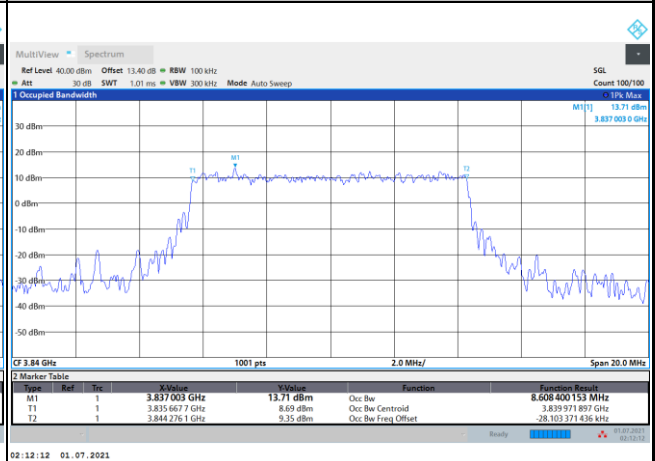 MultiView Spectrum
Ref Level 40.00 dBm Offset 13.40 dB RBW 100 kHz SGL
Att 30 dB SWT 1.01 ms VBW 300 kHz Mode Auto Sweep Count 100/100
1 Occupied Bandwidth 1Pk Max
M1[1] 13.71 dBm
3.837 003 0 GHz
30 dBm
20 dBm
M1
T1 T2
10 dBm
0 dBm
-10 dBm
-20 dBm
-30 dBm
-40 dBm
-50 dBm
CF 3.84 GHz 1001 pts 2.0 MHz/ Span 20.0 MHz
2 Marker Table
Type Ref Trc X-Value Y-Value Function Function Result
M1 1 3.837 003 GHz 13.71 dBm Occ Bw 8.608 400 153 MHz
T1 1 3.835 667 7 GHz 8.69 dBm Occ Bw Centroid 3.839 971 897 GHz
T2 1 3.844 276 1 GHz 9.35 dBm Occ Bw Freq Offset -28.103 371 436 kHz
Ready 01.07.2021
02:12:12
02:12:12 01.07.2021